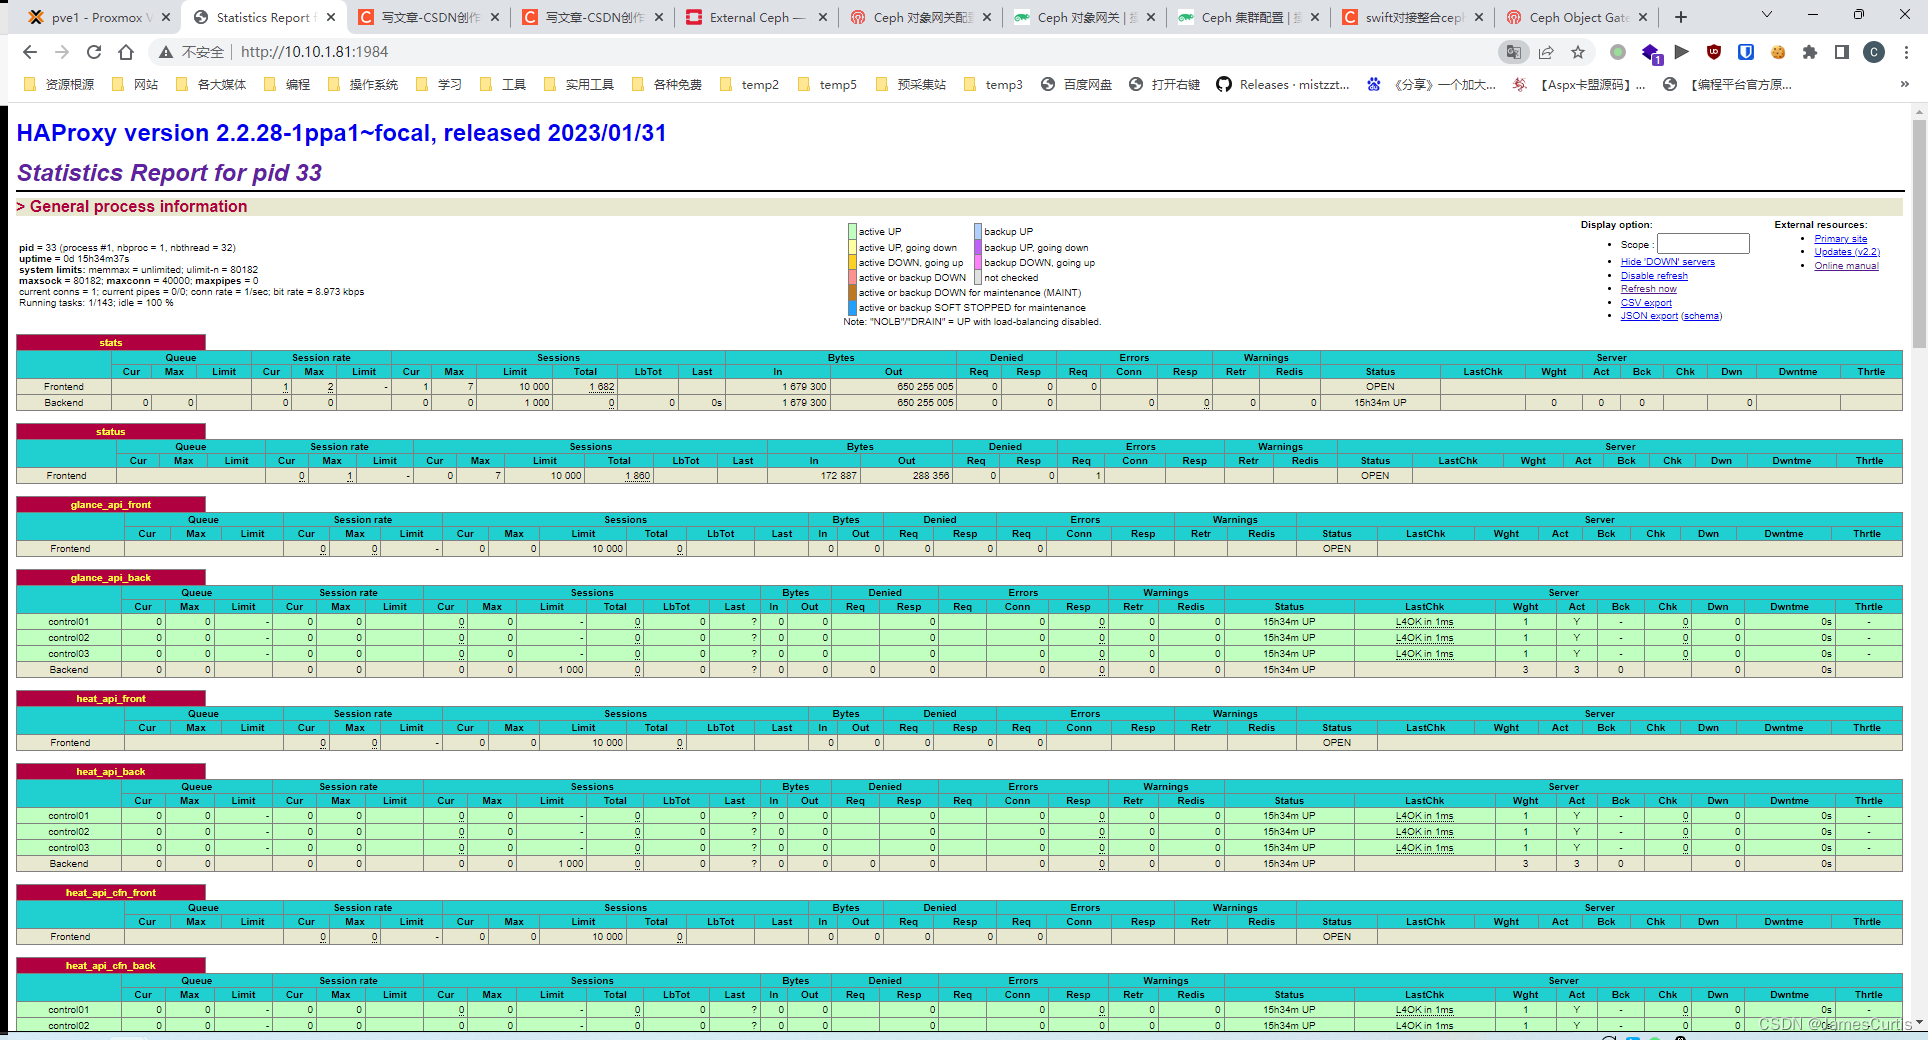 pve1 - Proxmox V
Statistics Report f
写文章-CSDN创作
写文章-CSDN创作
External Ceph —
Ceph 对象网关配
Ceph 对象网关 |
Ceph 集群配置 |
swift对接整合ceph
Ceph Object Gate
不安全 | http://10.10.1.81:1984
资源根源 网站 各大媒体 编程 操作系统 学习 工具 实用工具 各种免费 temp2 temp5 预采集站 temp3 百度网盘 打开右键 Releases · mistzzt... 《分享》一个加大... 【Aspx卡盟源码】... 【编程平台官方原... »
HAProxy version 2.2.28-1ppa1~focal, released 2023/01/31
Statistics Report for pid 33
> General process information
pid = 33 (process #1, nbproc = 1, nbthread = 32)
uptime = 0d 15h34m37s
system limits: memmax = unlimited; ulimit-n = 80182
maxsock = 80182; maxconn = 40000; maxpipes = 0
current conns = 1; current pipes = 0/0; conn rate = 1/sec; bit rate = 8.973 kbps
Running tasks: 1/143; idle = 100 %
active UP backup UP
active UP, going down backup UP, going down
active DOWN, going up backup DOWN, going up
active or backup DOWN not checked
active or backup DOWN for maintenance (MAINT)
active or backup SOFT STOPPED for maintenance
Note: "NOLB"/"DRAIN" = UP with load-balancing disabled.
Display option:
Scope :
Hide 'DOWN' servers
Disable refresh
Refresh now
CSV export
JSON export (schema)
External resources:
Primary site
Updates (v2.2)
Online manual
stats
Queue Session rate Sessions Bytes Denied Errors Warnings Server
Cur Max Limit Cur Max Limit Cur Max Limit Total LbTot Last In Out Req Resp Req Conn Resp Retr Redis Status LastChk Wght Act Bck Chk Dwn Dwntme Thrtle
Frontend 1 2 - 1 7 10 000 1 682 1 679 300 650 255 005 0 0 0 OPEN
Backend 0 0 0 0 0 0 1 000 0 0 0s 1 679 300 650 255 005 0 0 0 0 0 0 15h34m UP 0 0 0 0
status
Queue Session rate Sessions Bytes Denied Errors Warnings Server
Cur Max Limit Cur Max Limit Cur Max Limit Total LbTot Last In Out Req Resp Req Conn Resp Retr Redis Status LastChk Wght Act Bck Chk Dwn Dwntme Thrtle
Frontend 0 1 - 0 7 10 000 1 860 172 887 288 356 0 0 1 OPEN
glance_api_front
Queue Session rate Sessions Bytes Denied Errors Warnings Server
Cur Max Limit Cur Max Limit Cur Max Limit Total LbTot Last In Out Req Resp Req Conn Resp Retr Redis Status LastChk Wght Act Bck Chk Dwn Dwntme Thrtle
Frontend 0 0 - 0 0 10 000 0 0 0 0 0 0 OPEN
glance_api_back
Queue Session rate Sessions Bytes Denied Errors Warnings Server
Cur Max Limit Cur Max Limit Cur Max Limit Total LbTot Last In Out Req Resp Req Conn Resp Retr Redis Status LastChk Wght Act Bck Chk Dwn Dwntme Thrtle
control01 0 0 - 0 0 0 0 - 0 0 ? 0 0 0 0 0 0 0 15h34m UP L4OK in 1ms 1 Y - 0 0 0s -
control02 0 0 - 0 0 0 0 - 0 0 ? 0 0 0 0 0 0 0 15h34m UP L4OK in 1ms 1 Y - 0 0 0s -
control03 0 0 - 0 0 0 0 - 0 0 ? 0 0 0 0 0 0 0 15h34m UP L4OK in 1ms 1 Y - 0 0 0s -
Backend 0 0 0 0 0 0 1 000 0 0 ? 0 0 0 0 0 0 0 0 15h34m UP 3 3 0 0 0s
heat_api_front
Queue Session rate Sessions Bytes Denied Errors Warnings Server
Cur Max Limit Cur Max Limit Cur Max Limit Total LbTot Last In Out Req Resp Req Conn Resp Retr Redis Status LastChk Wght Act Bck Chk Dwn Dwntme Thrtle
Frontend 0 0 - 0 0 10 000 0 0 0 0 0 0 OPEN
heat_api_back
Queue Session rate Sessions Bytes Denied Errors Warnings Server
Cur Max Limit Cur Max Limit Cur Max Limit Total LbTot Last In Out Req Resp Req Conn Resp Retr Redis Status LastChk Wght Act Bck Chk Dwn Dwntme Thrtle
control01 0 0 - 0 0 0 0 - 0 0 ? 0 0 0 0 0 0 0 15h34m UP L4OK in 1ms 1 Y - 0 0 0s -
control02 0 0 - 0 0 0 0 - 0 0 ? 0 0 0 0 0 0 0 15h34m UP L4OK in 1ms 1 Y - 0 0 0s -
control03 0 0 - 0 0 0 0 - 0 0 ? 0 0 0 0 0 0 0 15h34m UP L4OK in 1ms 1 Y - 0 0 0s -
Backend 0 0 0 0 0 0 1 000 0 0 ? 0 0 0 0 0 0 0 0 15h34m UP 3 3 0 0 0s
heat_api_cfn_front
Queue Session rate Sessions Bytes Denied Errors Warnings Server
Cur Max Limit Cur Max Limit Cur Max Limit Total LbTot Last In Out Req Resp Req Conn Resp Retr Redis Status LastChk Wght Act Bck Chk Dwn Dwntme Thrtle
Frontend 0 0 - 0 0 10 000 0 0 0 0 0 0 OPEN
heat_api_cfn_back
Queue Session rate Sessions Bytes Denied Errors Warnings Server
Cur Max Limit Cur Max Limit Cur Max Limit Total LbTot Last In Out Req Resp Req Conn Resp Retr Redis Status LastChk Wght Act Bck Chk Dwn Dwntme Thrtle
control01 0 0 - 0 0 0 0 - 0 0 ? 0 0 0 0 0 0 0 15h34m UP L4OK in 1ms 1 Y - 0 0 0s -
control02 0 0 - 0 0 0 0 - 0 0 ? 0 0 0 0 0 0 0 15h34m UP L4OK in 1ms 1 Y - 0 0 0s -
CSDN @JamesCurtis